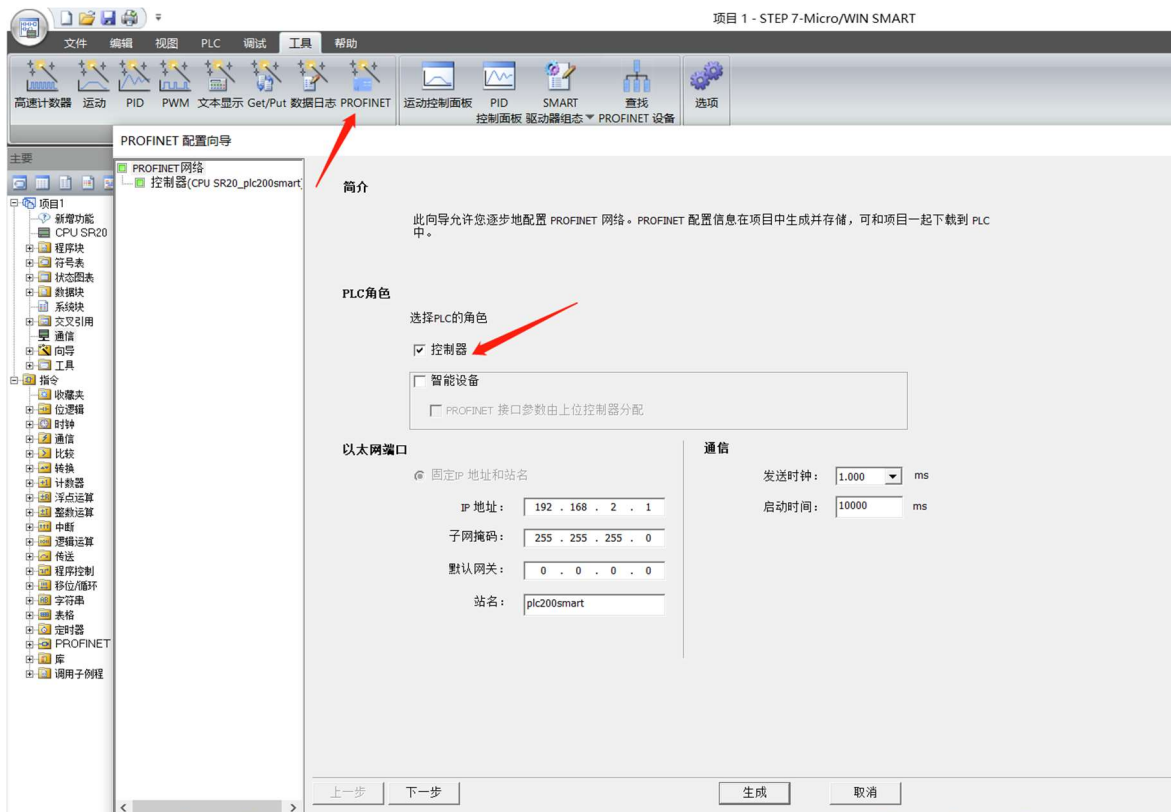 项目 1 - STEP 7-Micro/WIN SMART
文件 编辑 视图 PLC 调试 工具 帮助
高速计数器 运动 PID PWM 文本显示 Get/Put 数据日志 PROFINET 运动控制面板 PID 控制面板 SMART 驱动器组态 查找 PROFINET 设备 选项
PROFINET 配置向导
主要
项目1
新增功能
CPU SR20
程序块
符号表
状态图表
数据块
系统块
交叉引用
通信
向导
工具
指令
收藏夹
位逻辑
时钟
通信
比较
转换
计数器
浮点运算
整数运算
中断
逻辑运算
传送
程序控制
移位/循环
字符串
表格
定时器
PROFINET
库
调用子例程
PROFINET网络
控制器(CPU SR20_plc200smart)
简介
此向导允许您逐步地配置 PROFINET 网络。PROFINET 配置信息在项目中生成并存储，可和项目一起下载到 PLC
中。
PLC角色
选择PLC的角色
控制器
智能设备
PROFINET 接口参数由上位控制器分配
以太网端口
固定IP 地址和站名
IP 地址： 192 . 168 . 2 . 1
子网掩码： 255 . 255 . 255 . 0
默认网关： 0 . 0 . 0 . 0
站名： plc200smart
通信
发送时钟： 1.000 ms
启动时间： 10000 ms
上一步 下一步 生成 取消